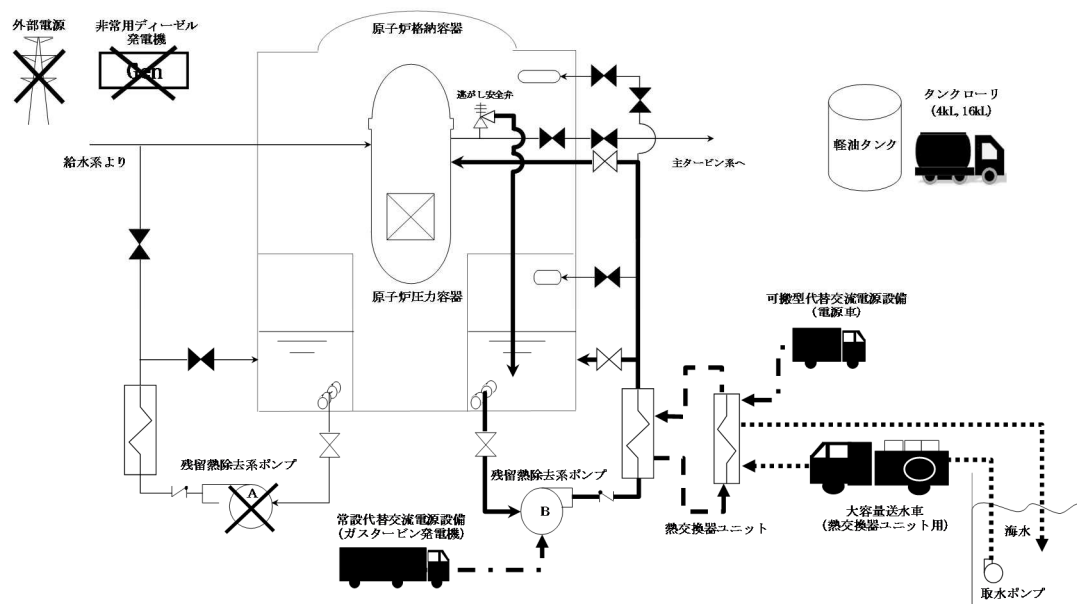 外部電源
非常用ディーゼル
発電機
Gen
原子炉格納容器
逃がし安全弁
タンクローリ
(4kL, 16kL)
軽油タンク
給水系より
主タービン系へ
原子炉圧力容器
可搬型代替交流電源設備
(電源車)
残留熱除去系ポンプ
A
残留熱除去系ポンプ
B
熱交換器ユニット
大容量送水車
(熱交換器ユニット用)
海水
常設代替交流電源設備
(ガスタービン発電機)
取水ポンプ